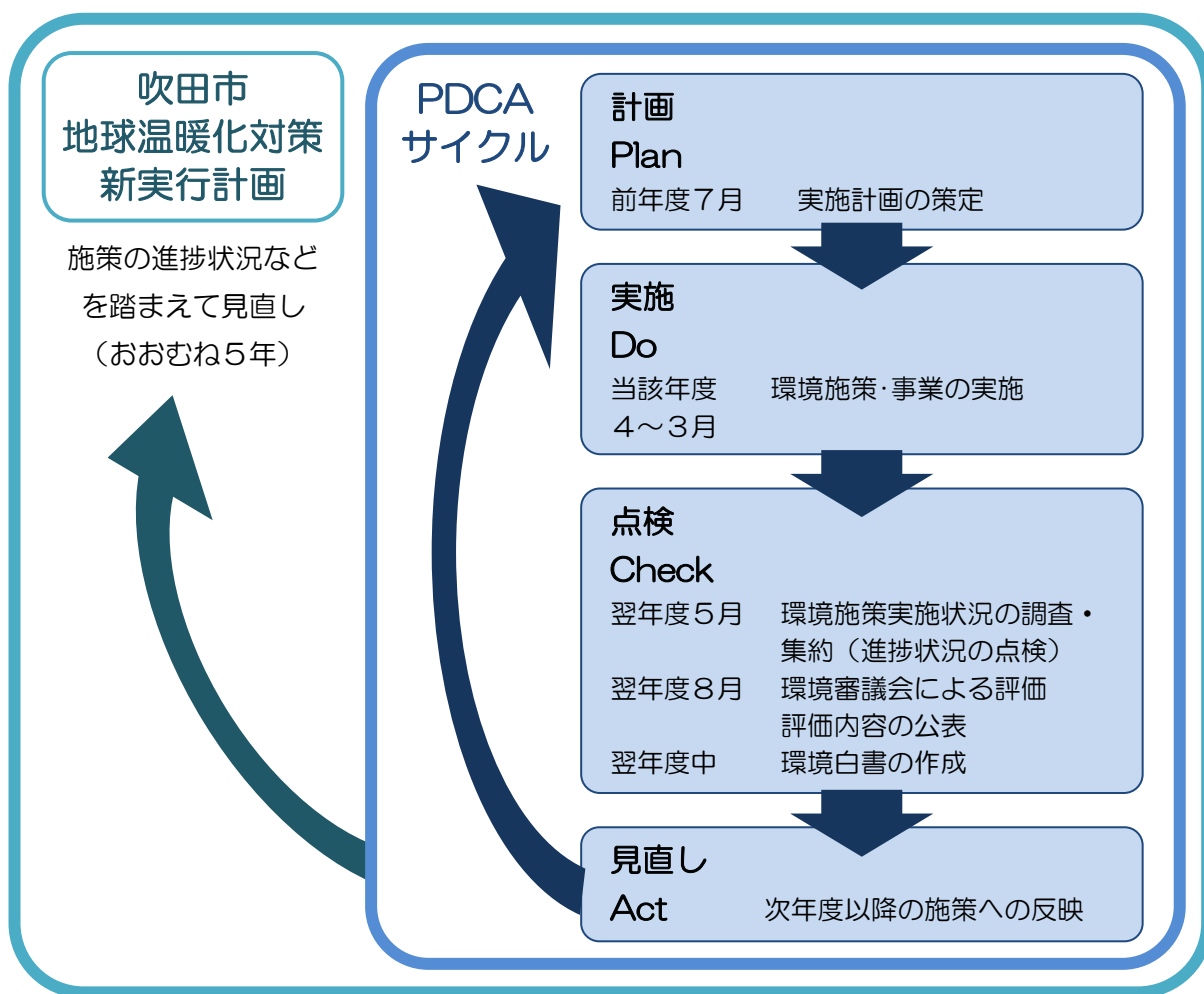 吹田市
地球温暖化対策
新実行計画
施策の進捗状況など
を踏まえて見直し
（おおむね５年）
PDCA
サイクル
計画
Plan
前年度７月　実施計画の策定
実施
Do
当該年度　環境施策･事業の実施
４～３月
点検
Check
翌年度５月　環境施策実施状況の調査・
集約（進捗状況の点検）
翌年度８月　環境審議会による評価
評価内容の公表
翌年度中　環境白書の作成
見直し
Act　次年度以降の施策への反映